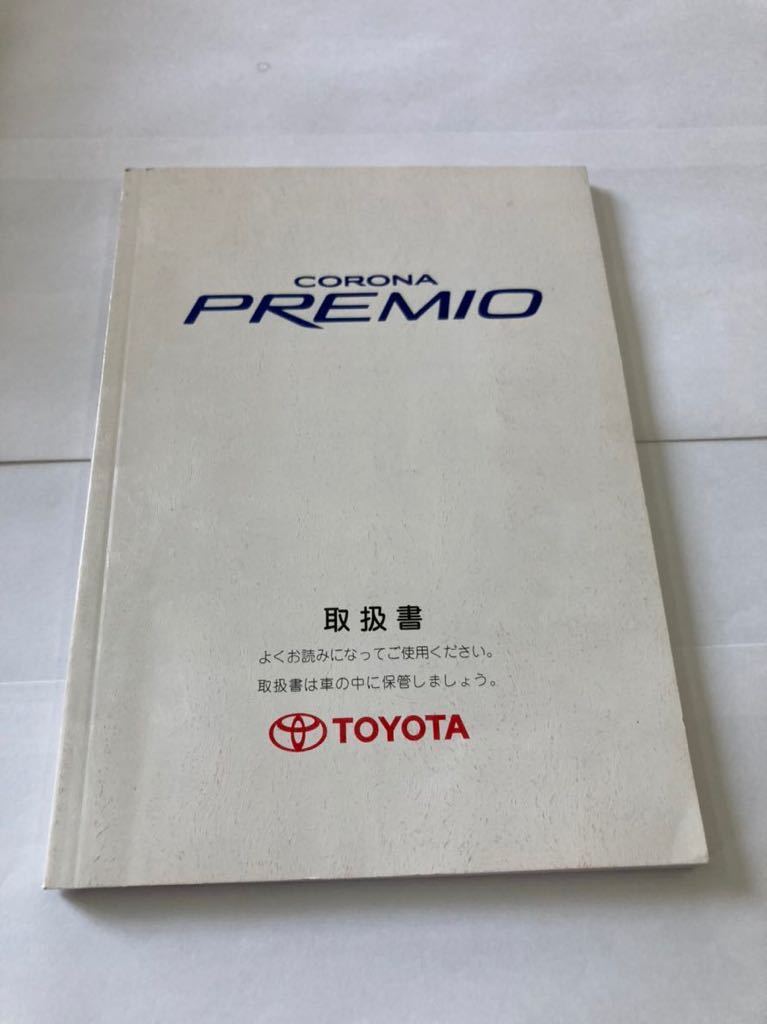 CORONA
PREMIO
取扱書
よくお読みになってご使用ください。
取扱書は車の中に保管しましょう。
TOYOTA